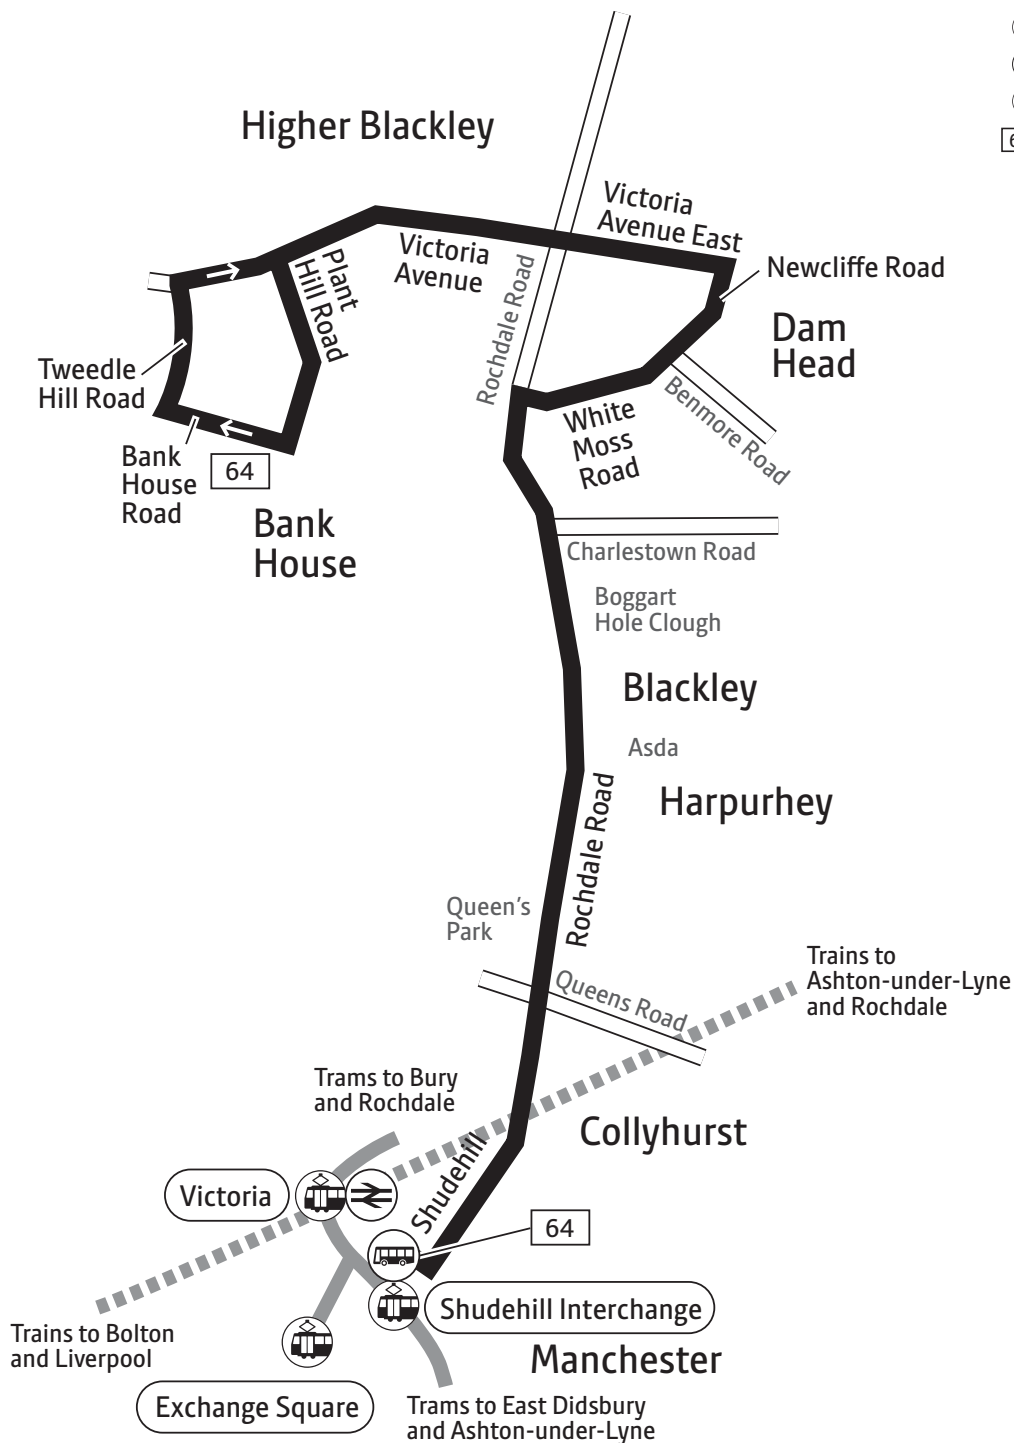 Higher Blackley
Victoria
Avenue East
Victoria
Avenue
Plant
Hill Road
Newcliffe Road
Rochdale Road
Dam
Head
Tweedle
Hill Road
Benmore Road
White
Moss
Road
Bank
House
Road
64
Bank
House
Charlestown Road
Boggart
Hole Clough
Blackley
Asda
Harpurhey
Rochdale Road
Queen's
Park
Queens Road
Trains to
Ashton-under-Lyne
and Rochdale
Trams to Bury
and Rochdale
Collyhurst
Shudehill
Victoria
64
Shudehill Interchange
Trains to Bolton
and Liverpool
Manchester
Exchange Square
Trams to East Didsbury
and Ashton-under-Lyne